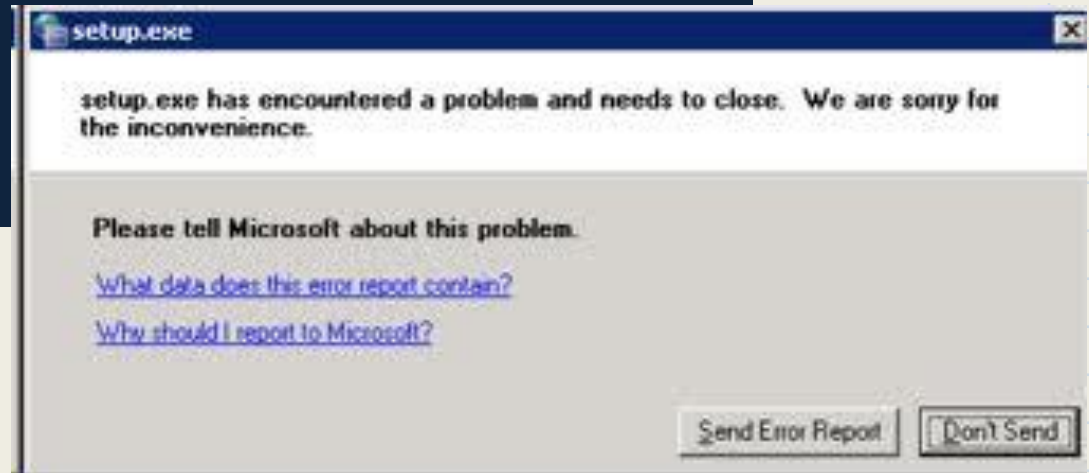 setup.exe
setup.exe has encountered a problem and needs to close. We are sorry for
the inconvenience.
Please tell Microsoft about this problem.
What data does this error report contain?
Why should I report to Microsoft?
Send Error Report Don't Send